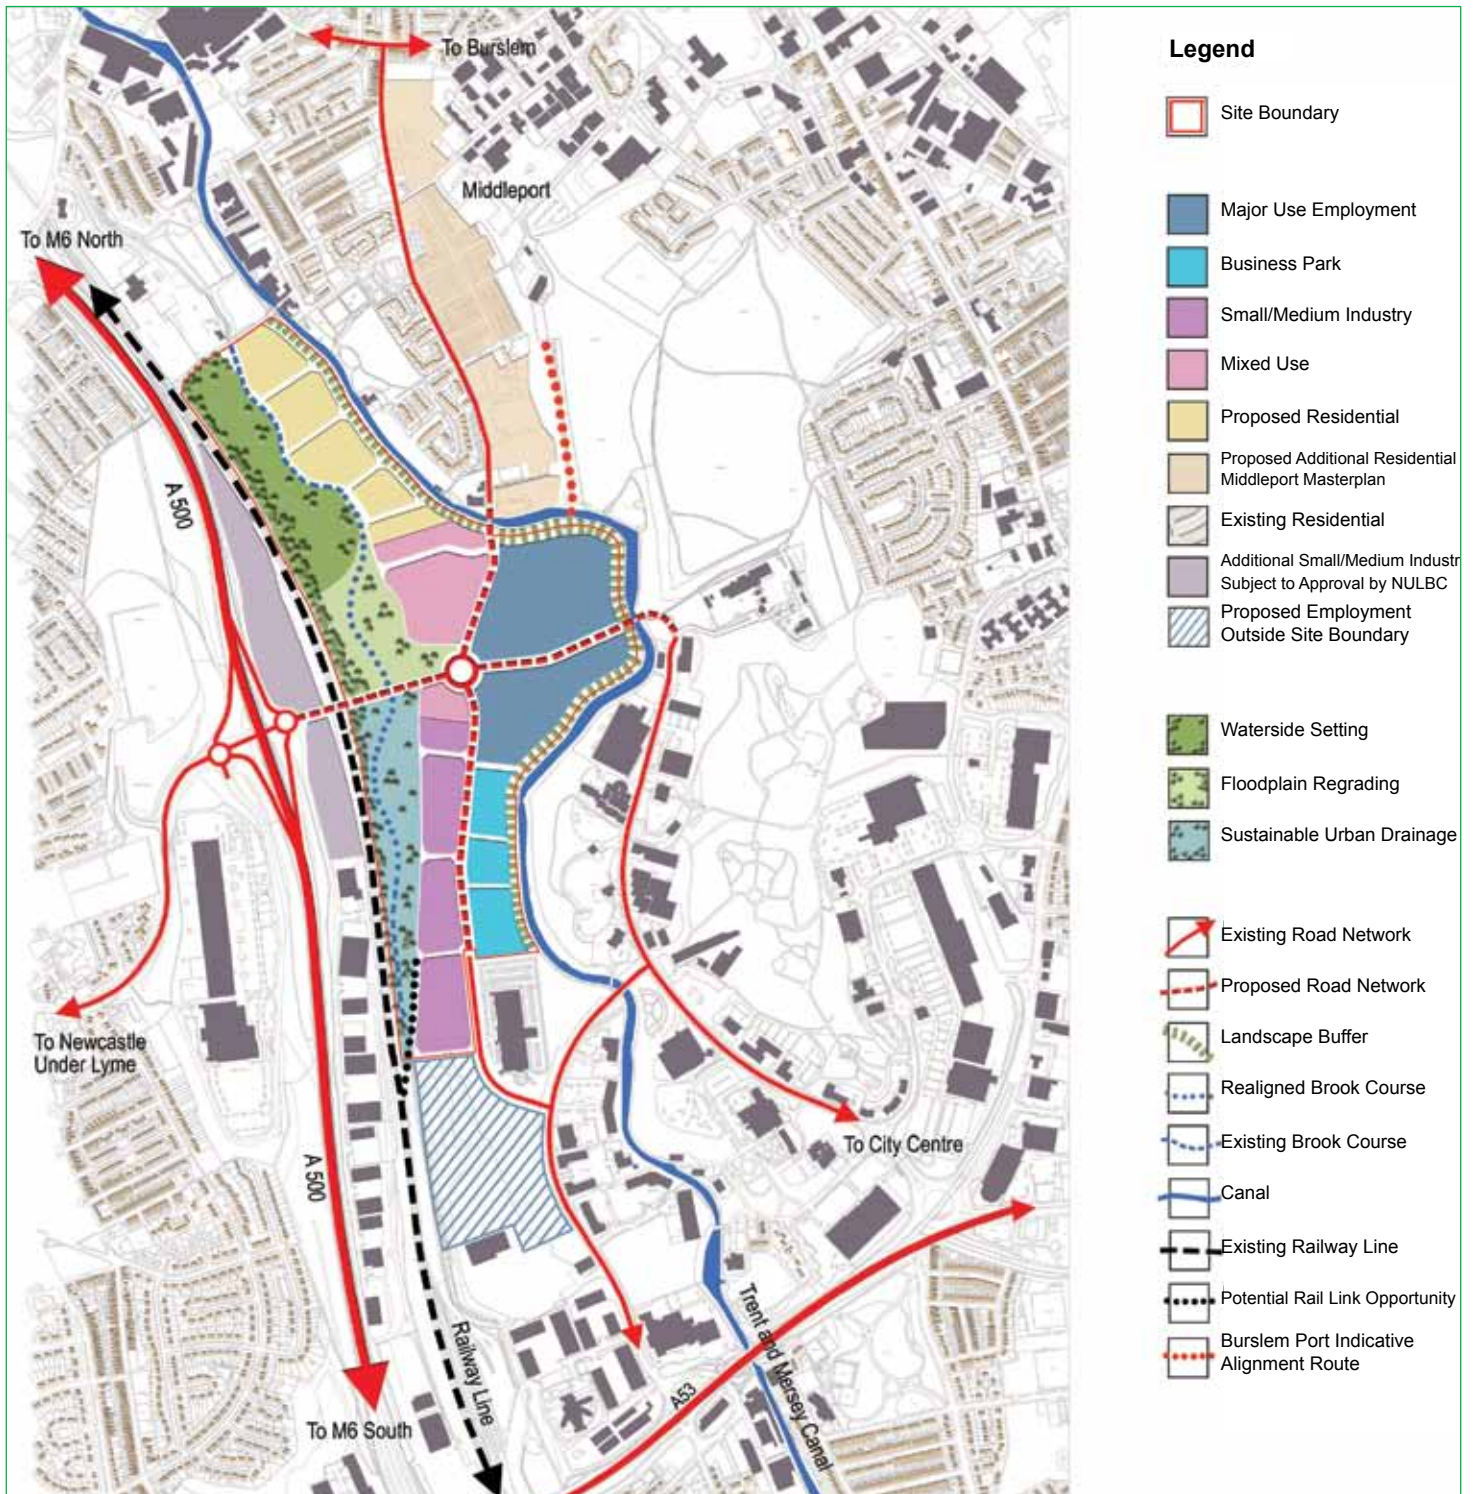 To Burslem
Middleport
To M6 North
A 500
To Newcastle
Under Lyme
A 500
To City Centre
To M6 South
Railway Line
A53
Trent and Mersey Canal
Legend
Site Boundary
Major Use Employment
Business Park
Small/Medium Industry
Mixed Use
Proposed Residential
Proposed Additional Residential
Middleport Masterplan
Existing Residential
Additional Small/Medium Industr
Subject to Approval by NULBC
Proposed Employment
Outside Site Boundary
Waterside Setting
Floodplain Regrading
Sustainable Urban Drainage
Existing Road Network
Proposed Road Network
Landscape Buffer
Realigned Brook Course
Existing Brook Course
Canal
Existing Railway Line
Potential Rail Link Opportunity
Burslem Port Indicative
Alignment Route